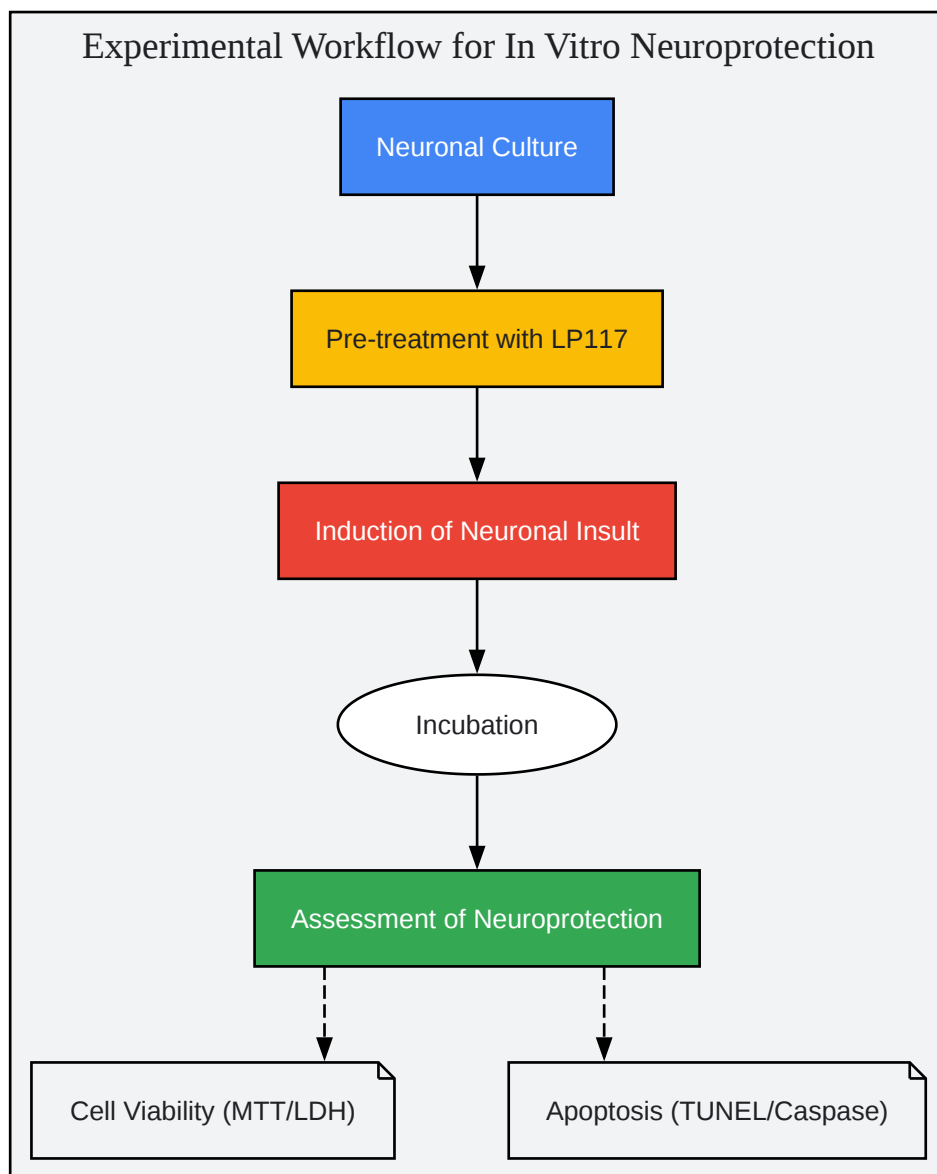 Experimental Workflow for In Vitro Neuroprotection
Neuronal Culture
Pre-treatment with LP117
Induction of Neuronal Insult
Incubation
Assessment of Neuroprotection
Cell Viability (MTT/LDH)
Apoptosis (TUNEL/Caspase)